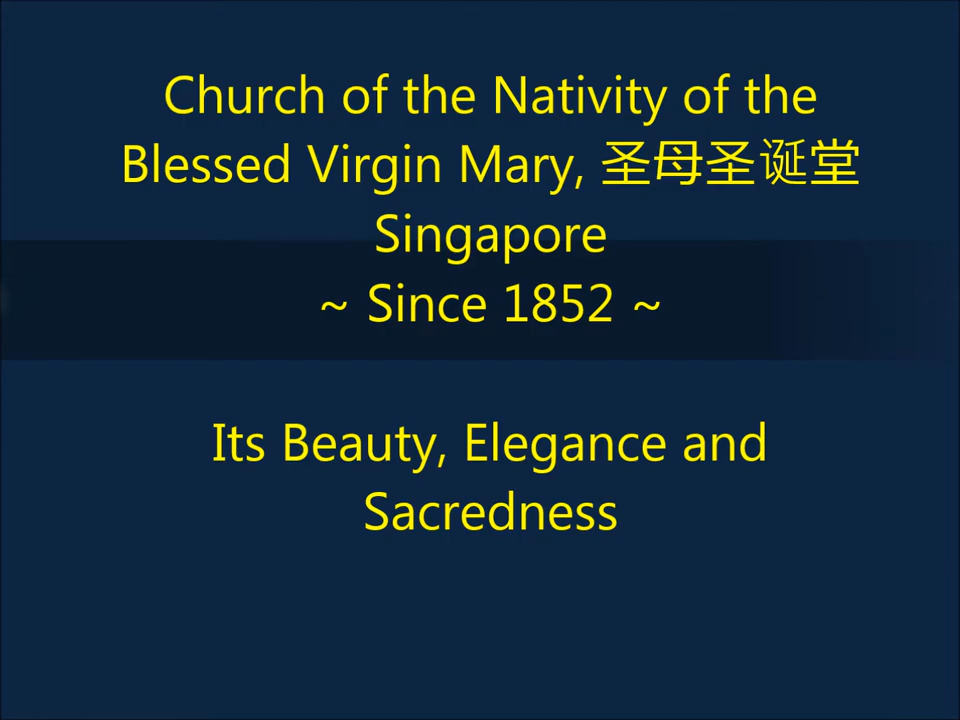 Church of the Nativity of the
Blessed Virgin Mary, 圣母圣诞堂
Singapore
~ Since 1852 ~
Its Beauty, Elegance and
Sacredness